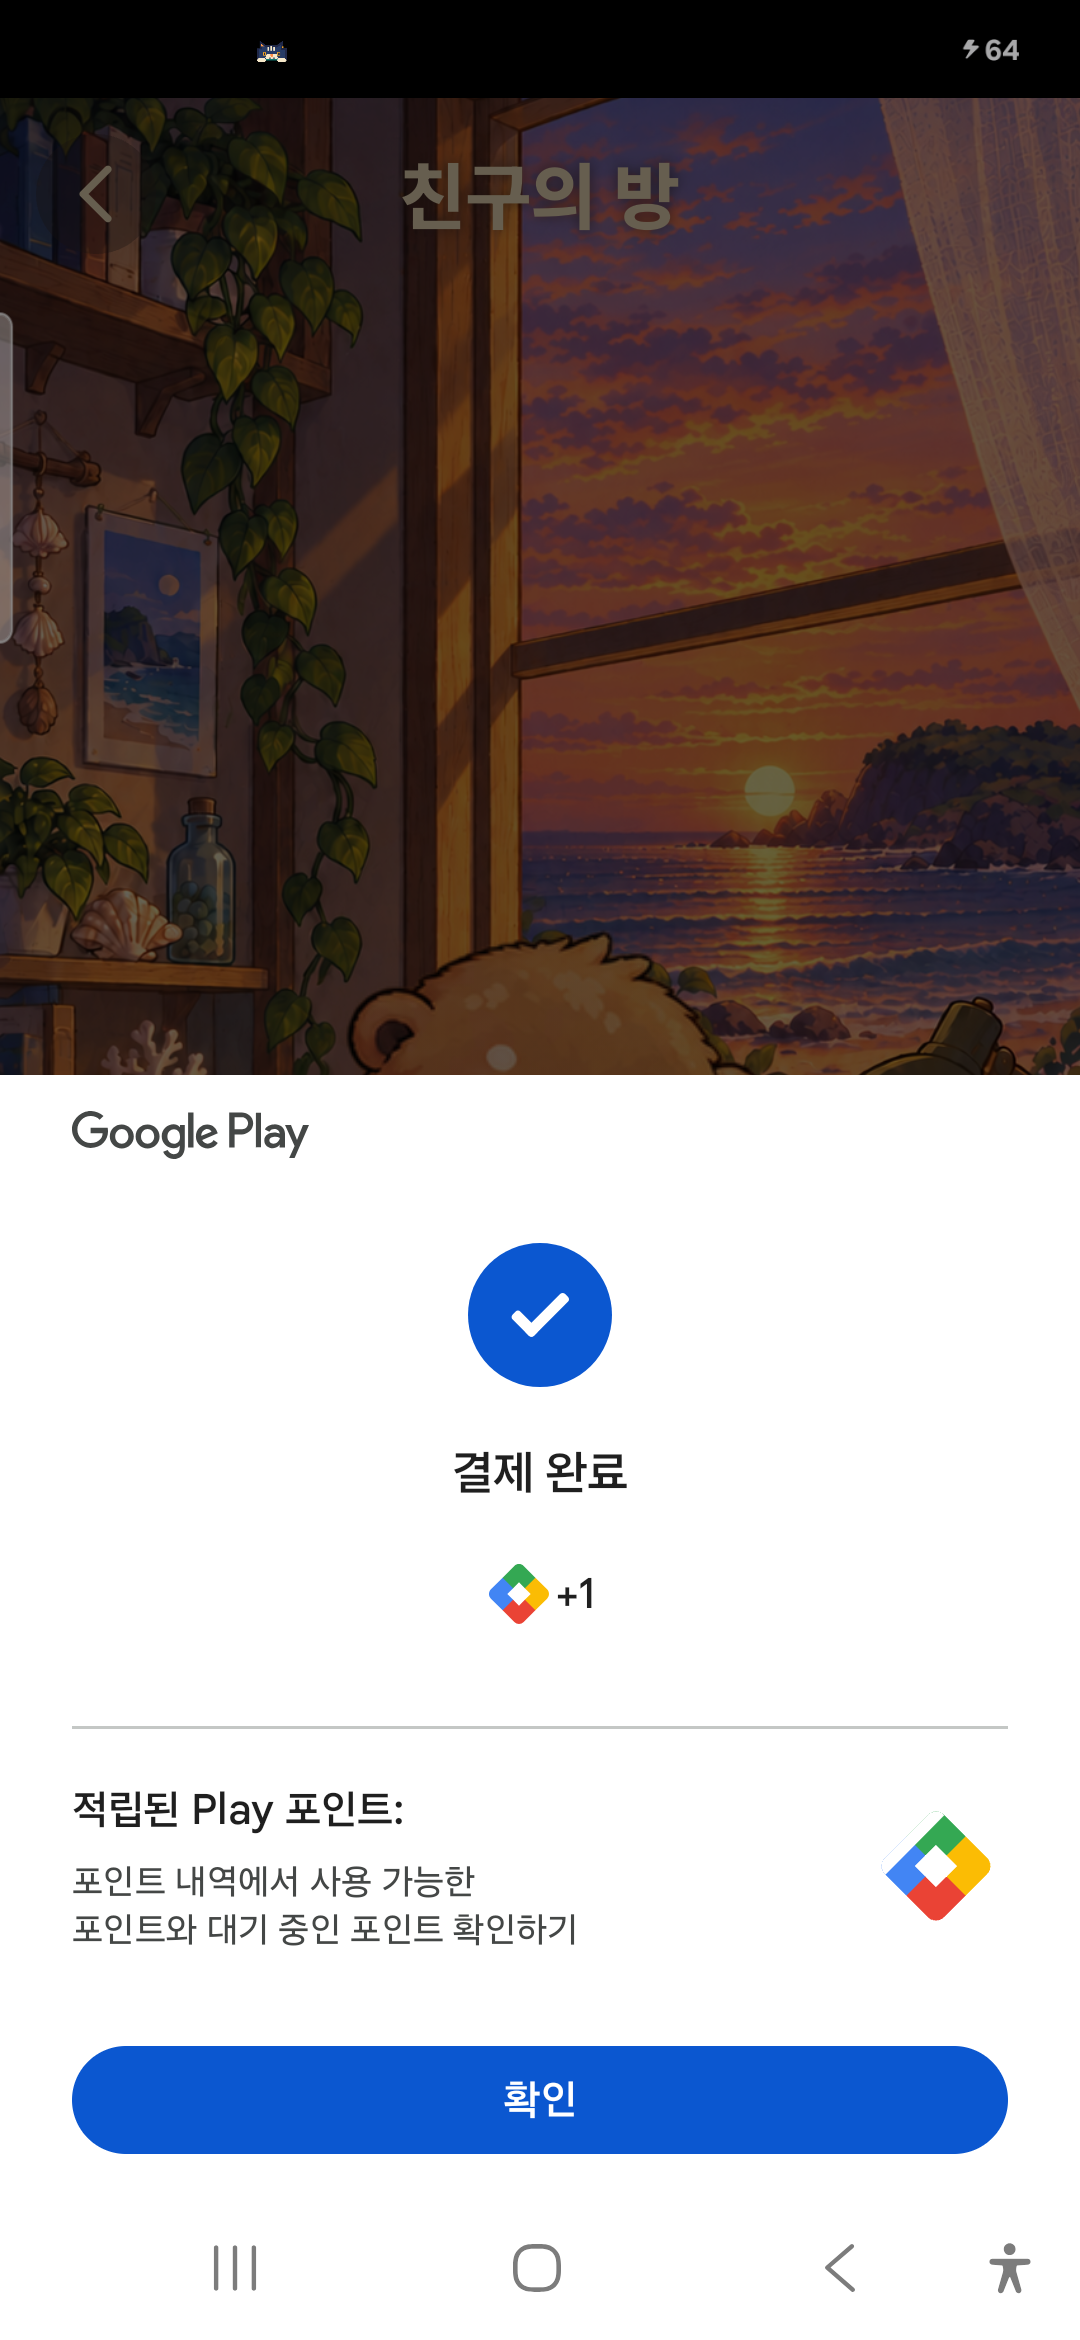 64
친구의 방
Google Play
결제 완료
+1
적립된 Play 포인트:
포인트 내역에서 사용 가능한
포인트와 대기 중인 포인트 확인하기
확인